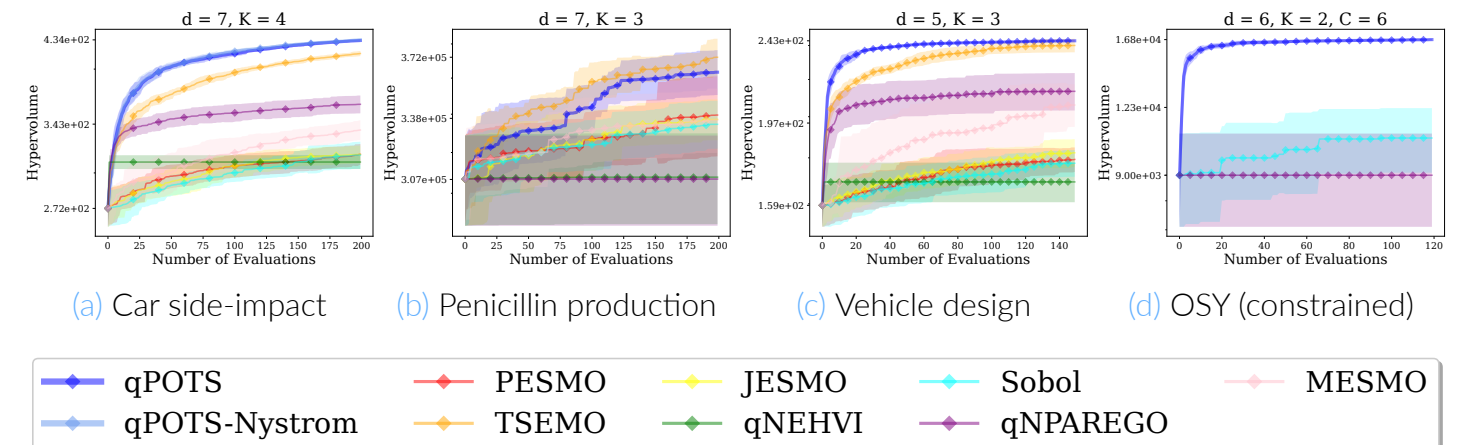 d = 7, K = 4
4.34e+02
3.43e+02
2.72e+02
Hypervolume
0 25 50 75 100 125 150 175 200
Number of Evaluations
(a) Car side-impact
d = 7, K = 3
3.72e+05
3.38e+05
3.07e+05
Hypervolume
0 25 50 75 100 125 150 175 200
Number of Evaluations
(b) Penicillin production
d = 5, K = 3
2.43e+02
1.97e+02
1.59e+02
Hypervolume
0 20 40 60 80 100 120 140
Number of Evaluations
(c) Vehicle design
d = 6, K = 2, C = 6
1.68e+04
1.23e+04
9.00e+03
Hypervolume
0 20 40 60 80 100 120
Number of Evaluations
(d) OSY (constrained)
qPOTS PESMO JESMO Sobol MESMO
qPOTS-Nystrom TSEMO qNEHVI qNPAREGO